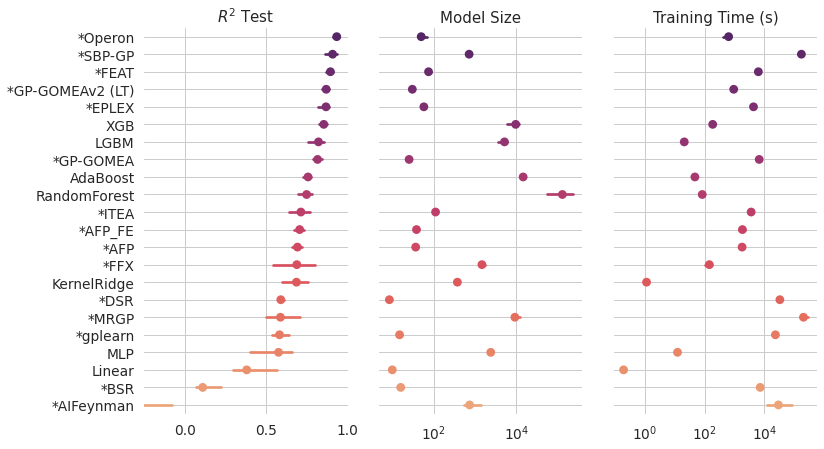 R² Test Model Size Training Time (s)
*Operon
*SBP-GP
*FEAT
*GP-GOMEAv2 (LT)
*EPLEX
XGB
LGBM
*GP-GOMEA
AdaBoost
RandomForest
*ITEA
*AFP_FE
*AFP
*FFX
KernelRidge
*DSR
*MRGP
*gplearn
MLP
Linear
*BSR
*AIFeynman
0.0 0.5 1.0 10² 10⁴ 10⁰ 10² 10⁴